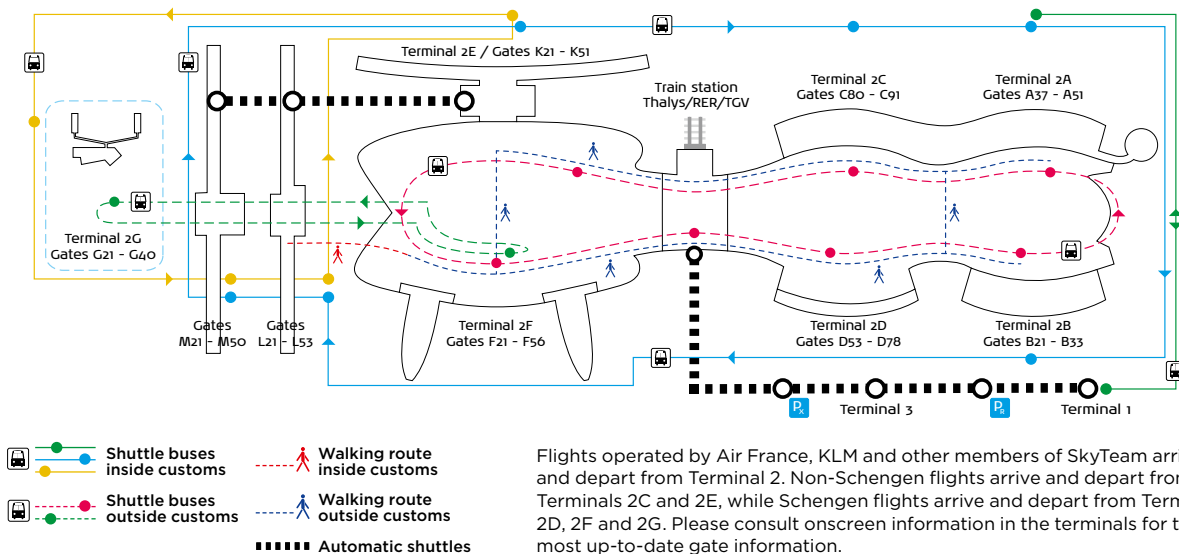 Terminal 2E / Gates K21 - K51
Train station
Thalys/RER/TGV
Terminal 2C
Gates C80 - C91
Terminal 2A
Gates A37 - A51
Terminal 2G
Gates G21 - G40
Gates
M21 - M50
Gates
L21 - L53
Terminal 2F
Gates F21 - F56
Terminal 2D
Gates D53 - D78
Terminal 2B
Gates B21 - B33
PX
Terminal 3
PR
Terminal 1
Shuttle buses
inside customs
Shuttle buses
outside customs
Walking route
inside customs
Walking route
outside customs
Automatic shuttles
Flights operated by Air France, KLM and other members of SkyTeam arri
and depart from Terminal 2. Non-Schengen flights arrive and depart fro
Terminals 2C and 2E, while Schengen flights arrive and depart from Term
2D, 2F and 2G. Please consult onscreen information in the terminals for t
most up-to-date gate information.